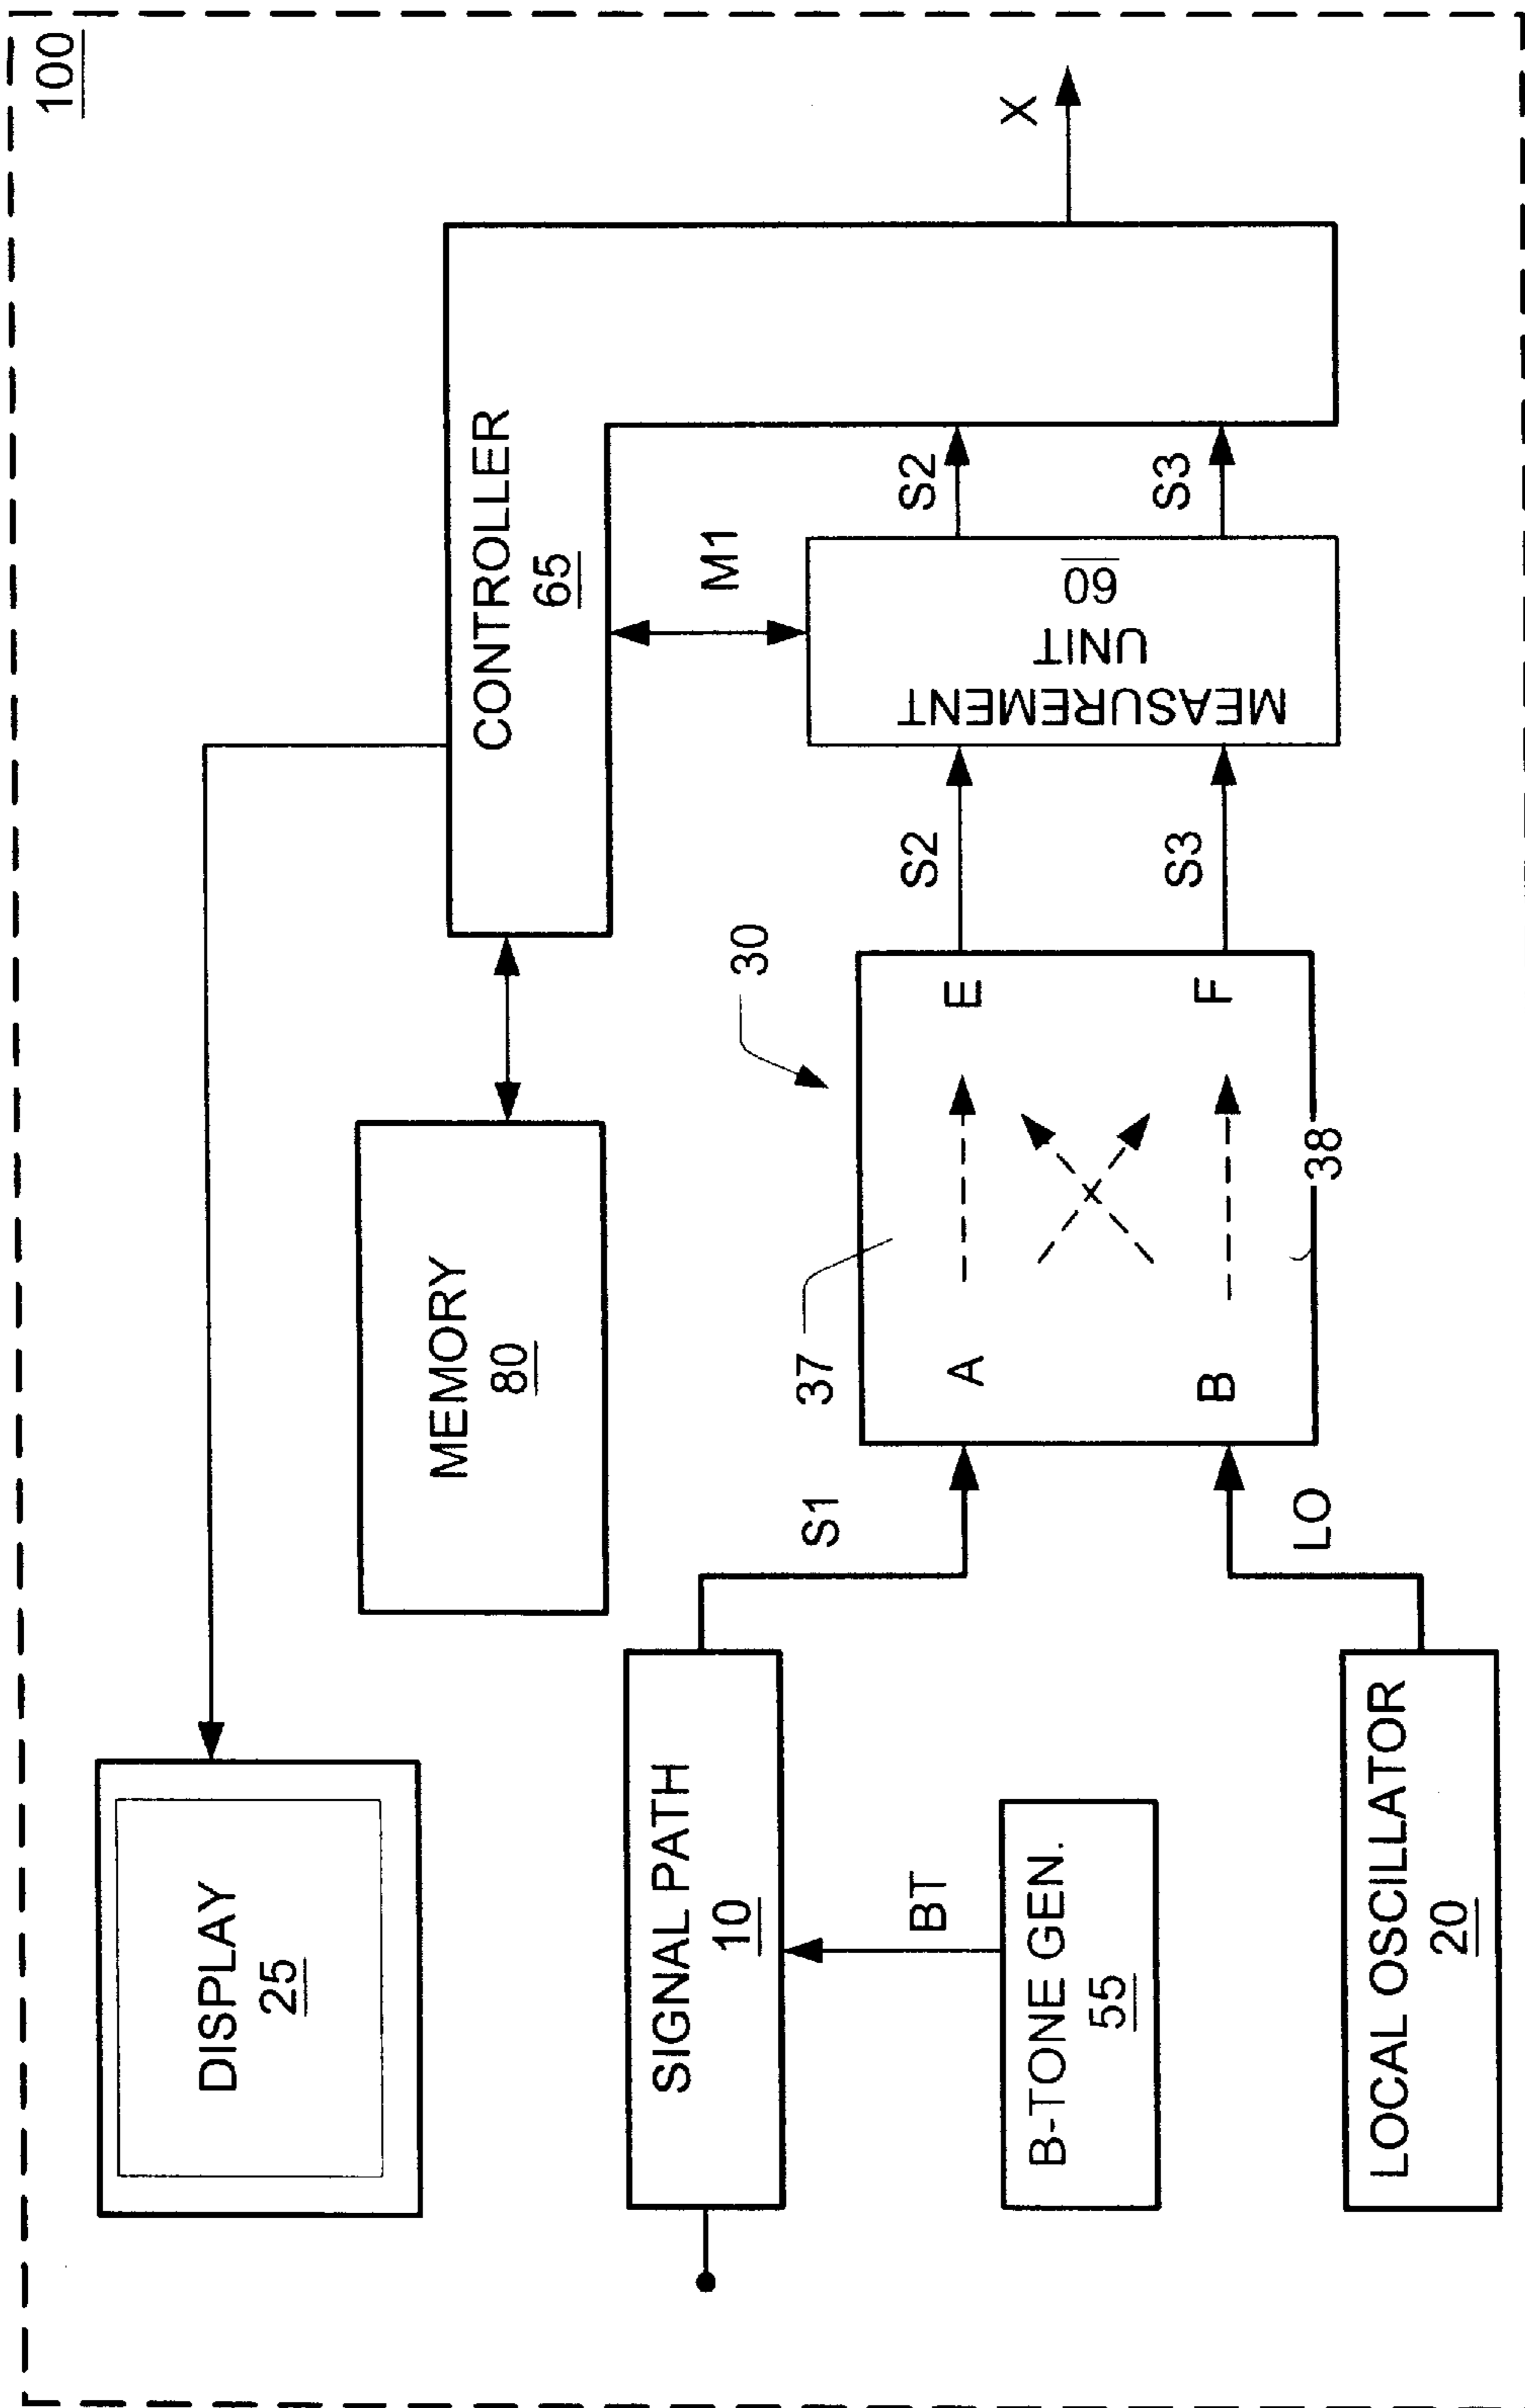 100
DISPLAY
25
CONTROLLER
65
X
MEMORY
80
M1
SIGNAL PATH
10
S1
30
37
A
E
S2
S2
MEASUREMENT
UNIT
60
BT
B-TONE GEN.
55
B
F
S3
S3
38
LO
LOCAL OSCILLATOR
20